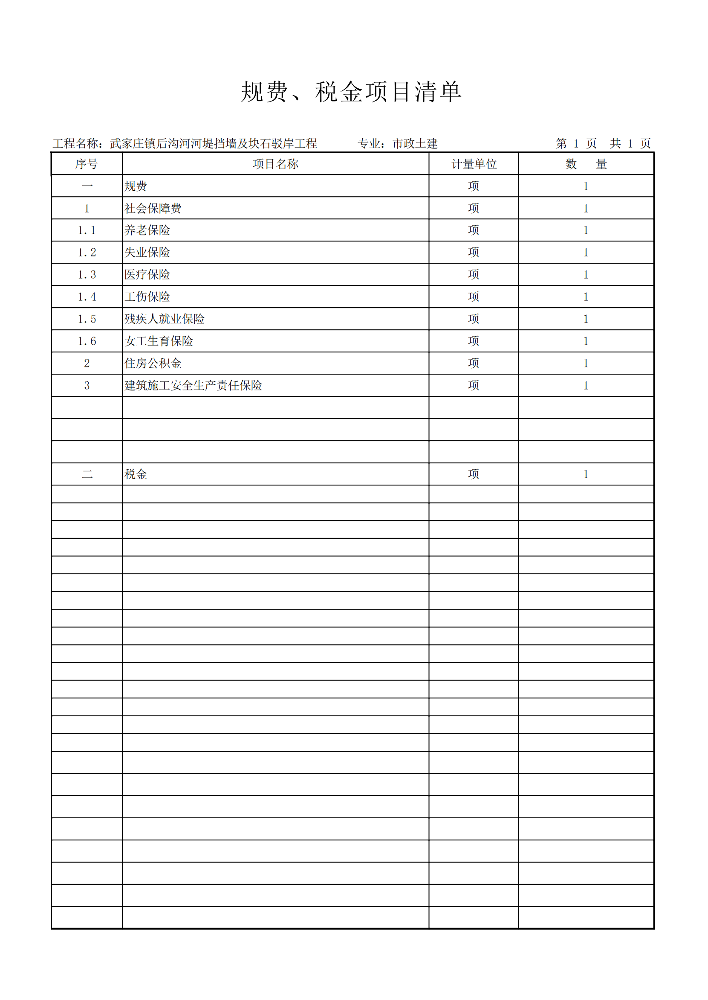 规费、税金项目清单
工程名称：武家庄镇后沟河河堤挡墙及块石驳岸工程 专业：市政土建 第 1 页 共 1 页
序号 项目名称 计量单位 数 量
一 规费 项 1
1 社会保障费 项 1
1.1 养老保险 项 1
1.2 失业保险 项 1
1.3 医疗保险 项 1
1.4 工伤保险 项 1
1.5 残疾人就业保险 项 1
1.6 女工生育保险 项 1
2 住房公积金 项 1
3 建筑施工安全生产责任保险 项 1
二 税金 项 1